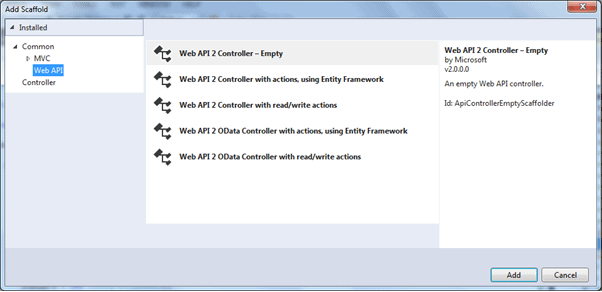 Add Scaffold
Installed
Common
MVC
Web API
Controller
Web API 2 Controller – Empty
Web API 2 Controller with actions, using Entity Framework
Web API 2 Controller with read/write actions
Web API 2 OData Controller with actions, using Entity Framework
Web API 2 OData Controller with read/write actions
Web API 2 Controller – Empty
by Microsoft
v2.0.0.0
An empty Web API controller.
Id: ApiControllerEmptyScaffolder
Add
Cancel